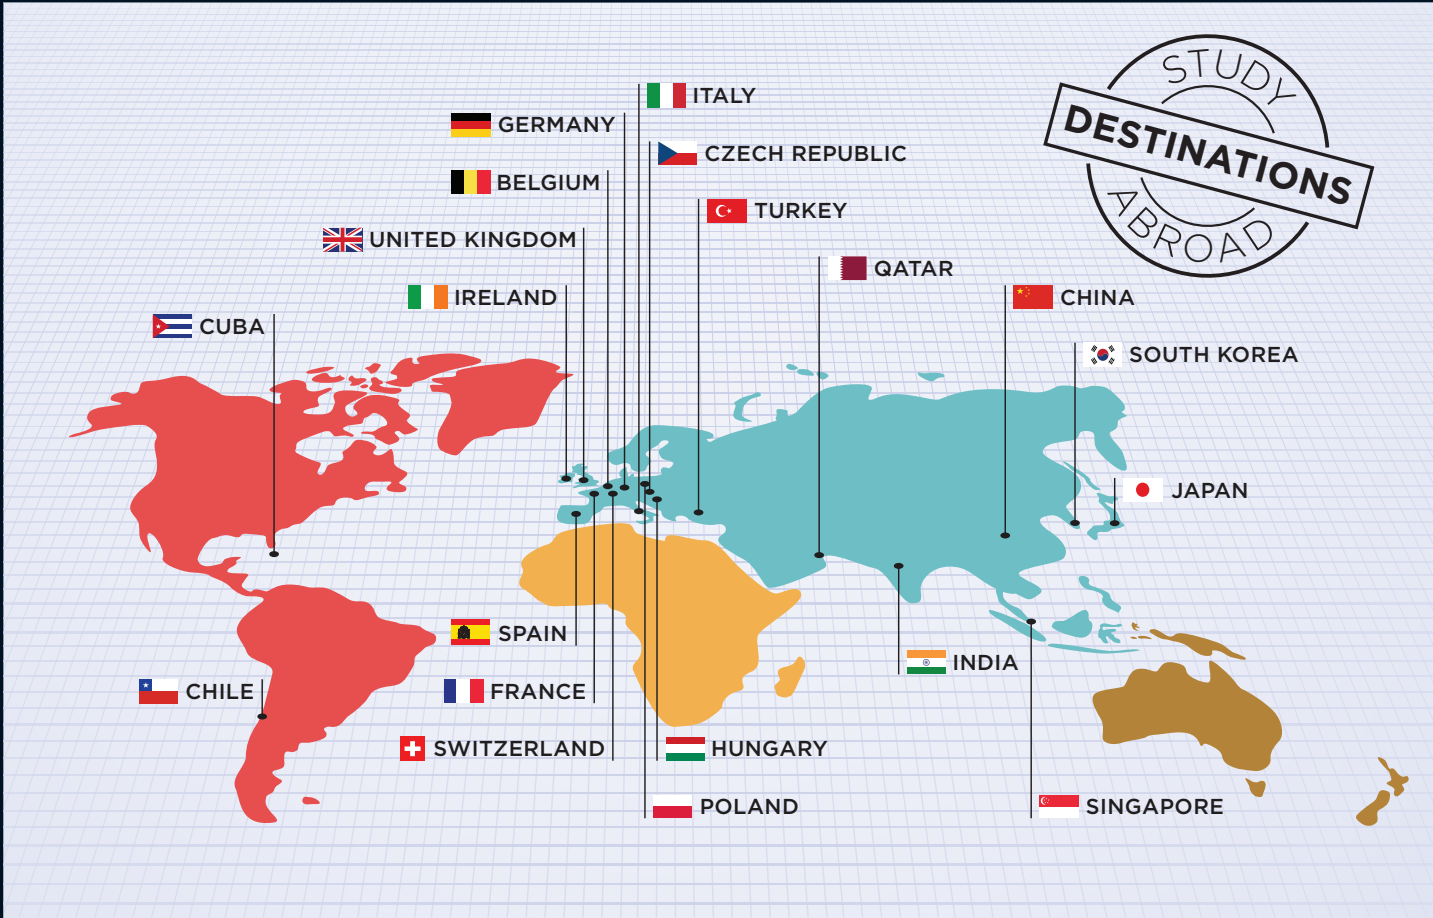 STUDY
DESTINATIONS
ABROAD
ITALY
GERMANY
CZECH REPUBLIC
BELGIUM
TURKEY
UNITED KINGDOM
QATAR
IRELAND
CHINA
CUBA
SOUTH KOREA
JAPAN
SPAIN
INDIA
CHILE
FRANCE
SWITZERLAND
HUNGARY
POLAND
SINGAPORE